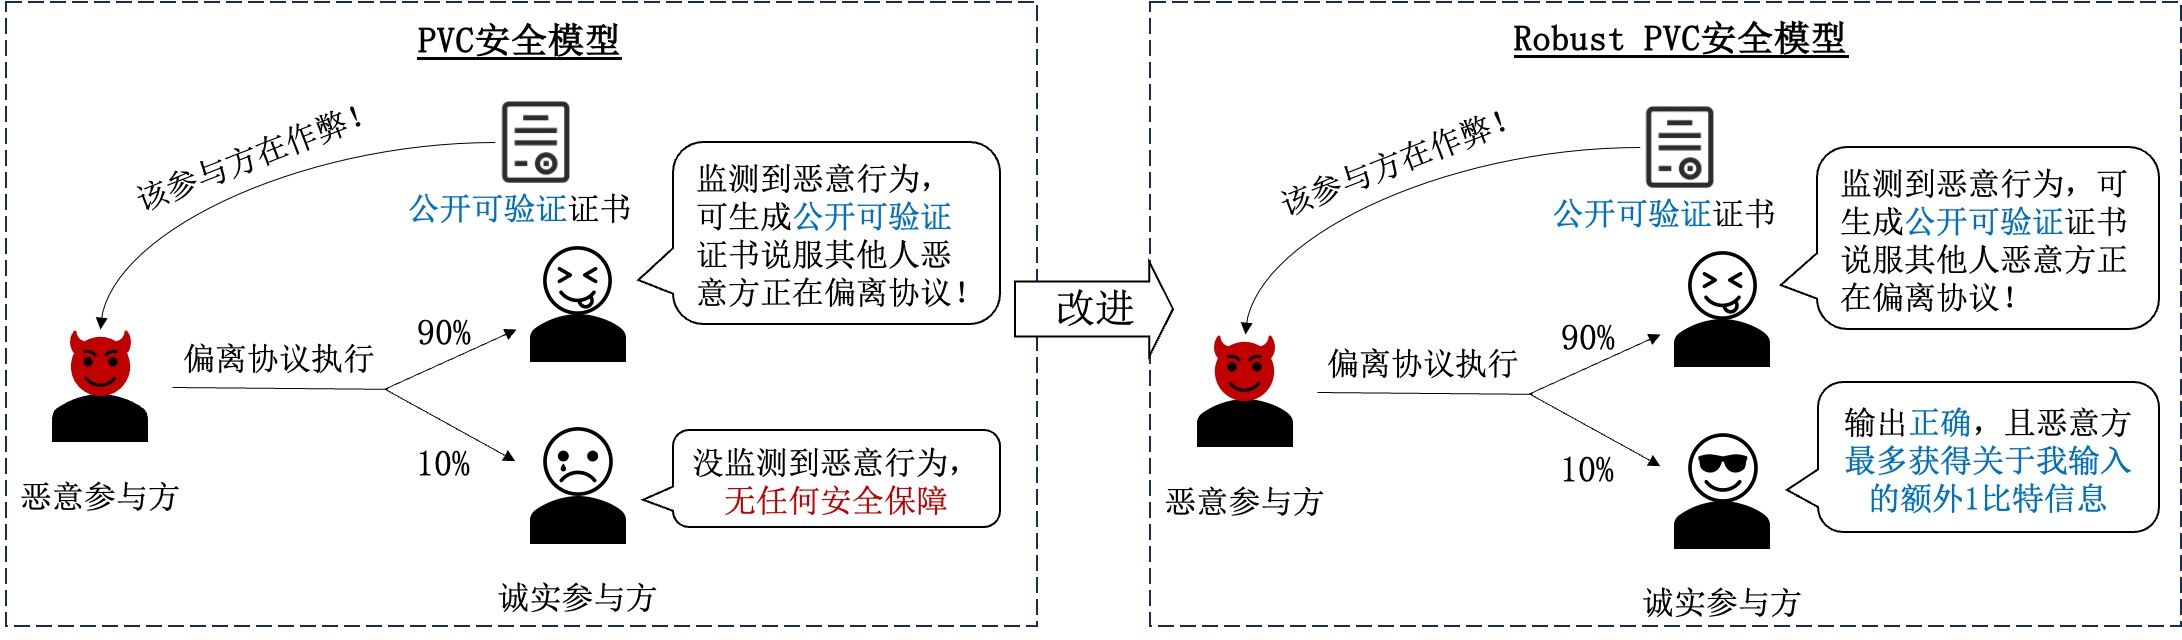 PVC安全模型
该参与方在作弊！
公开可验证证书
监测到恶意行为，
可生成公开可验证
证书说服其他人恶
意方正在偏离协议！
偏离协议执行
90%
10%
没监测到恶意行为，
无任何安全保障
恶意参与方
诚实参与方
改进
Robust PVC安全模型
该参与方在作弊！
公开可验证证书
监测到恶意行为，可
生成公开可验证证书
说服其他人恶意方正
在偏离协议！
偏离协议执行
90%
10%
输出正确，且恶意方
最多获得关于我输入
的额外1比特信息
恶意参与方
诚实参与方